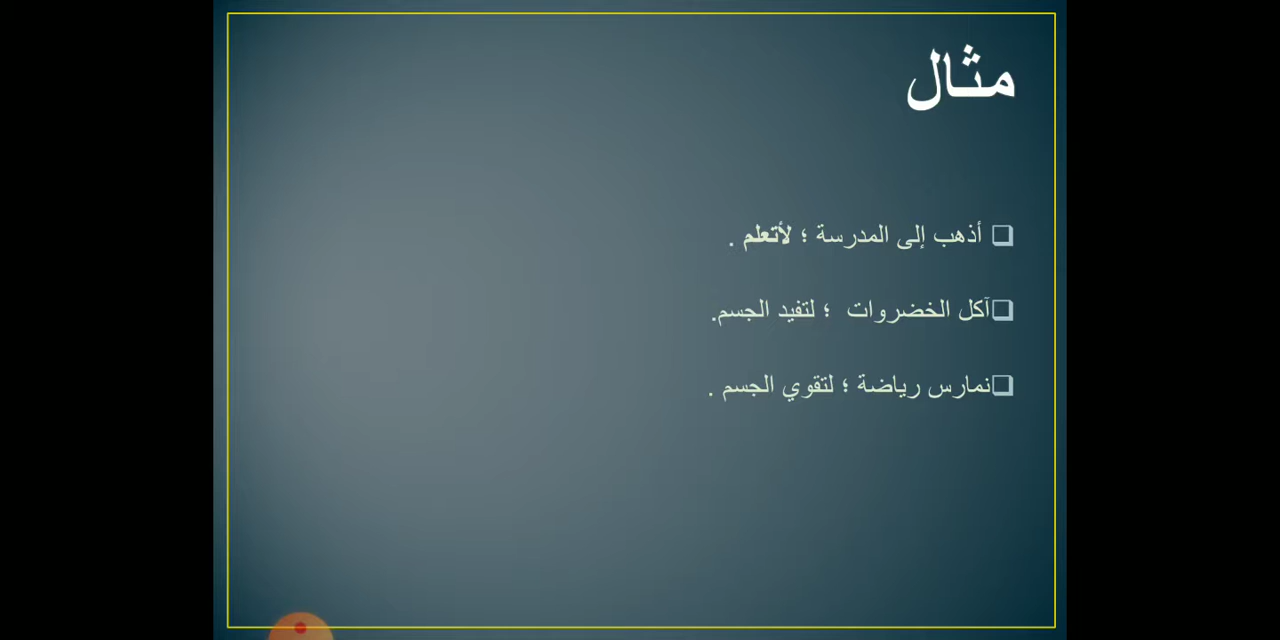 مثال
أذهب إلى المدرسة ؛ لأتعلم .
آكل الخضروات ؛ لتفيد الجسم.
نمارس رياضة ؛ لتقوي الجسم .